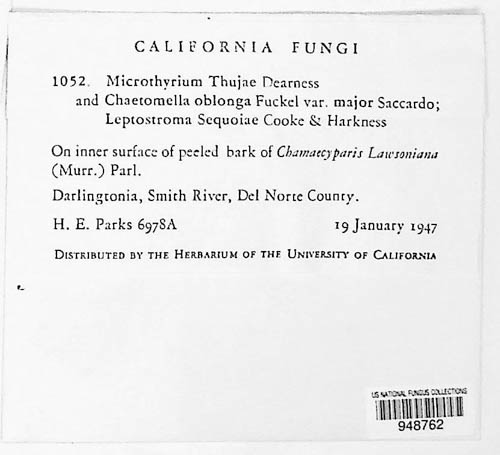 CALIFORNIA FUNGI
1052. Microthyrium Thujae Dearness
and Chaetomella oblonga Fuckel var. major Saccardo;
Leptostroma Sequoiae Cooke & Harkness
On inner surface of peeled bark of Chamaecyparis Lawsoniana
(Murr.) Parl.
Darlingtonia, Smith River, Del Norte County.
H. E. Parks 6978A 19 January 1947
DISTRIBUTED BY THE HERBARIUM OF THE UNIVERSITY OF CALIFORNIA
US NATIONAL FUNGUS COLLECTIONS
948762